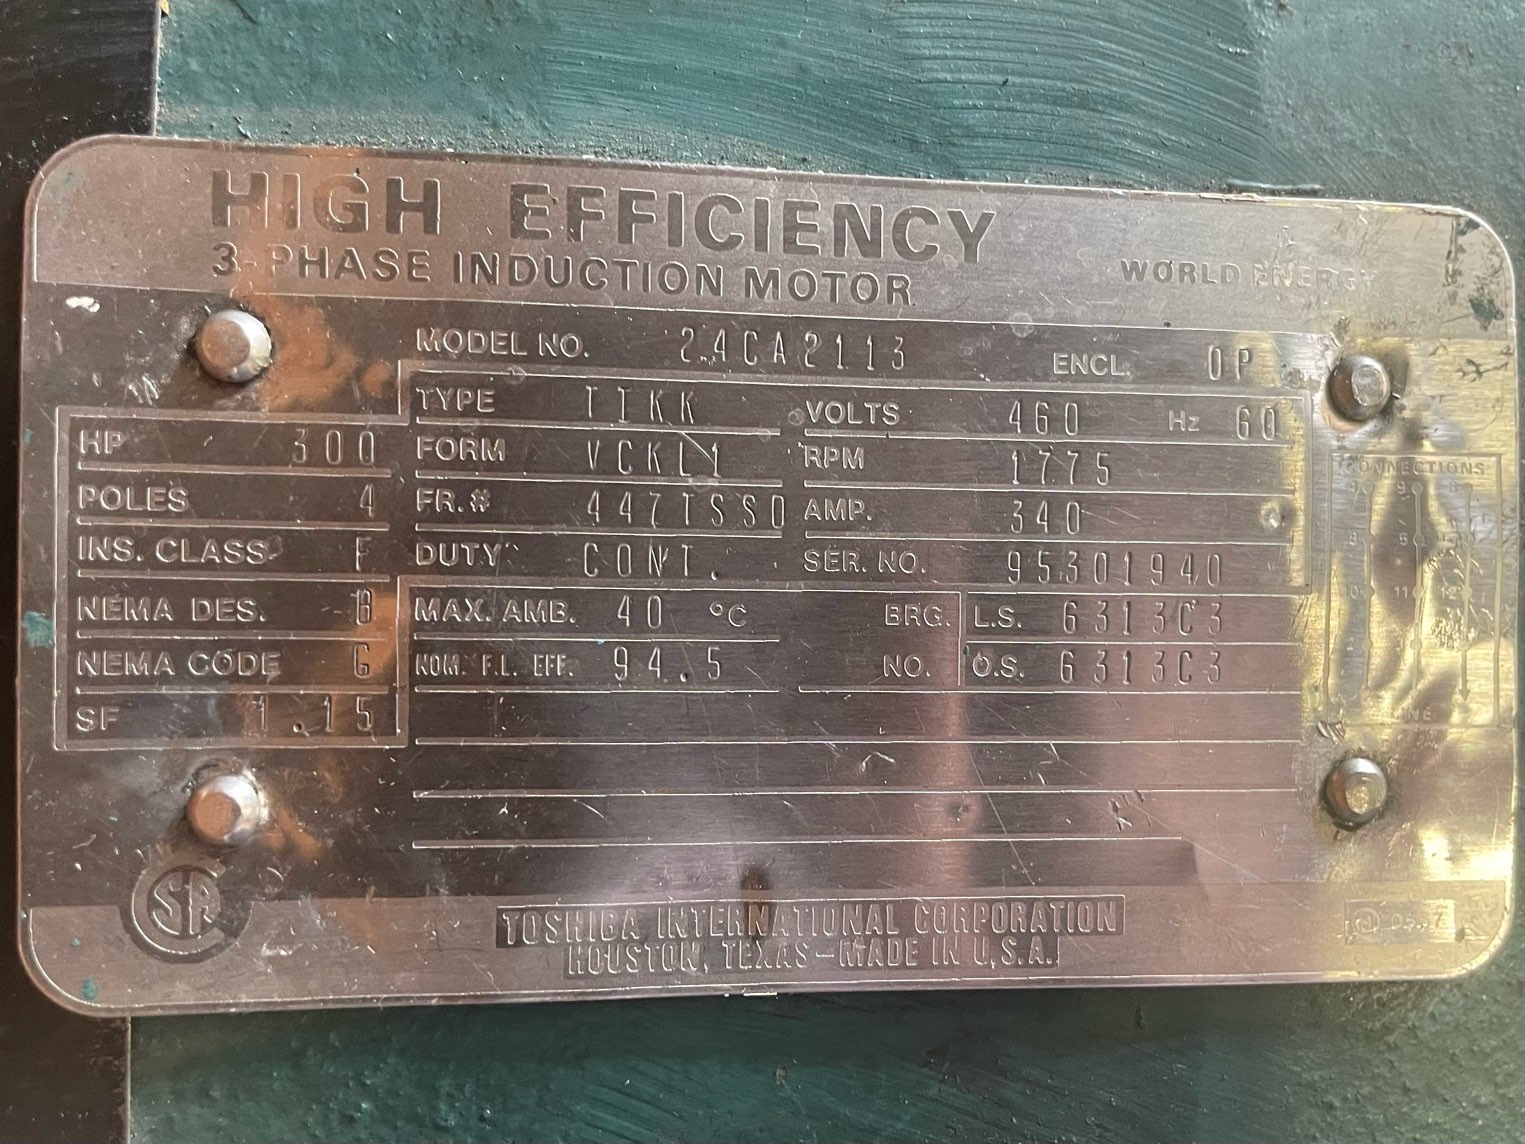 HIGH EFFICIENCY
3-PHASE INDUCTION MOTOR
WORLD ENERGY
MODEL NO. 24CA2113 ENCL. OP
TYPE TIKK VOLTS 460 Hz 60
HP 300 FORM VCKL1 RPM 1775
POLES 4 FR.# 447TSSD AMP. 340
INS. CLASS F DUTY CONT. SER. NO. 95301940
NEMA DES. B MAX. AMB. 40 °C BRG. L.S. 6313C3
NEMA CODE G NOM. F.L. EFF. 94.5 NO. O.S. 6313C3
SF 1.15
CONNECTIONS
SA
TOSHIBA INTERNATIONAL CORPORATION
HOUSTON, TEXAS-MADE IN U.S.A.